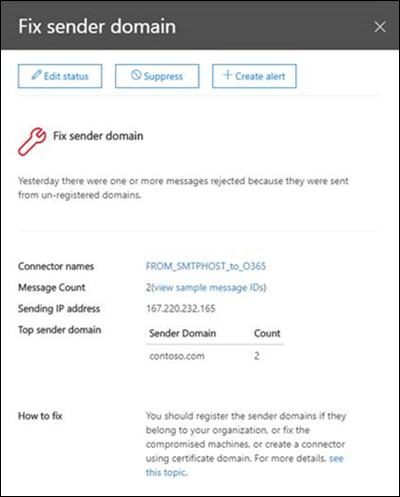 Fix sender domain
Edit status Suppress Create alert
Fix sender domain
Yesterday there were one or more messages rejected because they were sent
from un-registered domains.
Connector names FROM_SMTPHOST_to_O365
Message Count 2(view sample message IDs)
Sending IP address 167.220.232.165
Top sender domain Sender Domain Count
contoso.com 2
How to fix You should register the sender domains if they
belong to your organization, or fix the
compromised machines, or create a connector
using certificate domain. For more details, see
this topic.